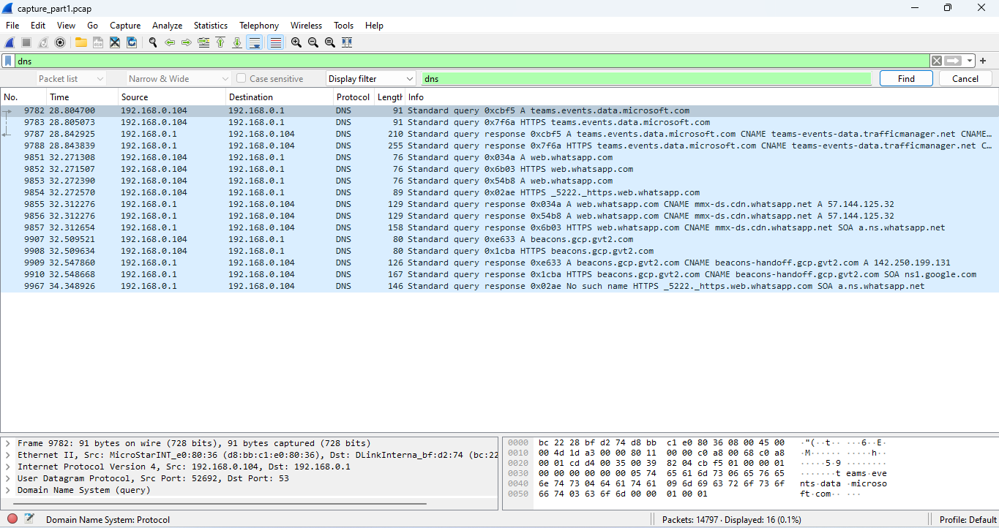 capture_part1.pcap
File Edit View Go Capture Analyze Statistics Telephony Wireless Tools Help
dns
Packet list Narrow & Wide Case sensitive Display filter dns Find Cancel
No. Time Source Destination Protocol Length Info
9782 28.804700 192.168.0.104 192.168.0.1 DNS 91 Standard query 0xcbf5 A teams.events.data.microsoft.com
9783 28.805073 192.168.0.104 192.168.0.1 DNS 91 Standard query 0x7f6a HTTPS teams.events.data.microsoft.com
9787 28.842925 192.168.0.1 192.168.0.104 DNS 210 Standard query response 0xcbf5 A teams.events.data.microsoft.com CNAME teams-events-data.trafficmanager.net CNAME…
9788 28.843839 192.168.0.1 192.168.0.104 DNS 255 Standard query response 0x7f6a HTTPS teams.events.data.microsoft.com CNAME teams-events-data.trafficmanager.net C…
9851 32.271308 192.168.0.104 192.168.0.1 DNS 76 Standard query 0x034a A web.whatsapp.com
9852 32.271507 192.168.0.104 192.168.0.1 DNS 76 Standard query 0x6b03 HTTPS web.whatsapp.com
9853 32.272390 192.168.0.104 192.168.0.1 DNS 76 Standard query 0x54b8 A web.whatsapp.com
9854 32.272570 192.168.0.104 192.168.0.1 DNS 89 Standard query 0x02ae HTTPS _5222._https.web.whatsapp.com
9855 32.312276 192.168.0.1 192.168.0.104 DNS 129 Standard query response 0x034a A web.whatsapp.com CNAME mmx-ds.cdn.whatsapp.net A 57.144.125.32
9856 32.312276 192.168.0.1 192.168.0.104 DNS 129 Standard query response 0x54b8 A web.whatsapp.com CNAME mmx-ds.cdn.whatsapp.net A 57.144.125.32
9857 32.312654 192.168.0.1 192.168.0.104 DNS 158 Standard query response 0x6b03 HTTPS web.whatsapp.com CNAME mmx-ds.cdn.whatsapp.net SOA a.ns.whatsapp.net
9907 32.509521 192.168.0.104 192.168.0.1 DNS 80 Standard query 0xe633 A beacons.gcp.gvt2.com
9908 32.509634 192.168.0.104 192.168.0.1 DNS 80 Standard query 0x1cba HTTPS beacons.gcp.gvt2.com
9909 32.547860 192.168.0.1 192.168.0.104 DNS 126 Standard query response 0xe633 A beacons.gcp.gvt2.com CNAME beacons-handoff.gcp.gvt2.com A 142.250.199.131
9910 32.548668 192.168.0.1 192.168.0.104 DNS 167 Standard query response 0x1cba HTTPS beacons.gcp.gvt2.com CNAME beacons-handoff.gcp.gvt2.com SOA ns1.google.com
9967 34.348926 192.168.0.1 192.168.0.104 DNS 146 Standard query response 0x02ae No such name HTTPS _5222._https.web.whatsapp.com SOA a.ns.whatsapp.net
Frame 9782: 91 bytes on wire (728 bits), 91 bytes captured (728 bits)
Ethernet II, Src: MicroStarINT_e0:80:36 (d8:bb:c1:e0:80:36), Dst: DLinkInterna_bf:d2:74 (bc:22
Internet Protocol Version 4, Src: 192.168.0.104, Dst: 192.168.0.1
User Datagram Protocol, Src Port: 52692, Dst Port: 53
Domain Name System (query)
0000 bc 22 28 bf d2 74 d8 bb c1 e0 80 36 08 00 45 00 ·"(··t·· ···6··E·
0010 00 4d 1d a3 00 00 80 11 00 00 c0 a8 00 68 c0 a8 ·M······ ·····h··
0020 00 01 cd d4 00 35 00 39 82 04 cb f5 01 00 00 01 ·····5·9 ········
0030 00 00 00 00 00 00 05 74 65 61 6d 73 06 65 76 65 ·······t eams·eve
0040 6e 74 73 04 64 61 74 61 09 6d 69 63 72 6f 73 6f nts·data ·microso
0050 66 74 03 63 6f 6d 00 00 01 00 01 ft·com·· ···
Domain Name System: Protocol Packets: 14797 · Displayed: 16 (0.1%) Profile: Default